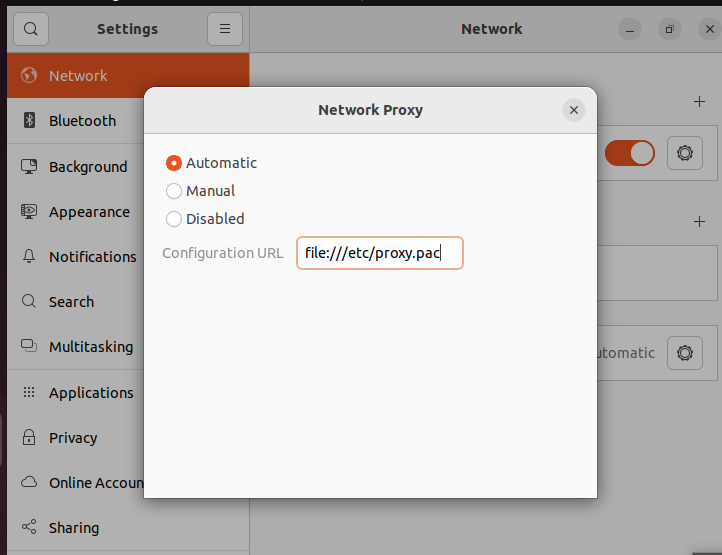 Settings
Network
Network
Bluetooth
Background
Appearance
Notifications
Search
Multitasking
Applications
Privacy
Online Accoun
Sharing
Network Proxy
Automatic
Manual
Disabled
Configuration URL file:///etc/proxy.pac
utomatic